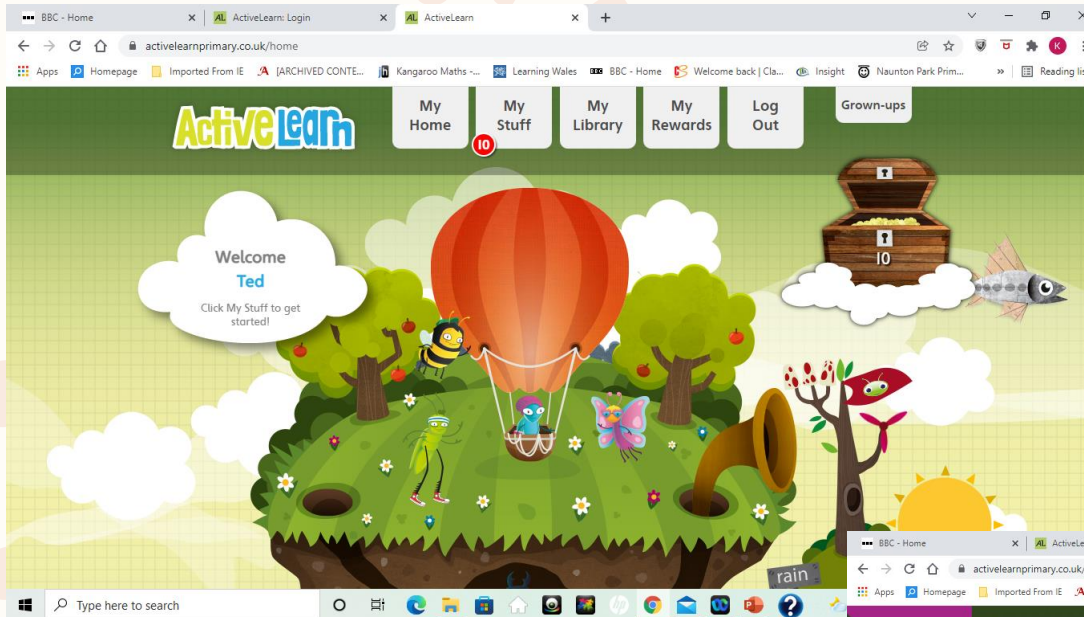 BBC - Home
ActiveLearn: Login
ActiveLearn
activelearnprimary.co.uk/home
Apps Homepage Imported From IE [ARCHIVED CONTE... Kangaroo Maths -... Learning Wales BBC - Home Welcome back | Cla... Insight Naunton Park Prim... » Reading lis
ActiveLearn
My Home
My Stuff
10
My Library
My Rewards
Log Out
Grown-ups
Welcome
Ted
Click My Stuff to get
started!
10
rain
Type here to search
BBC - Home
ActiveLe
activelearnprimary.co.uk/
Apps Homepage Imported From IE